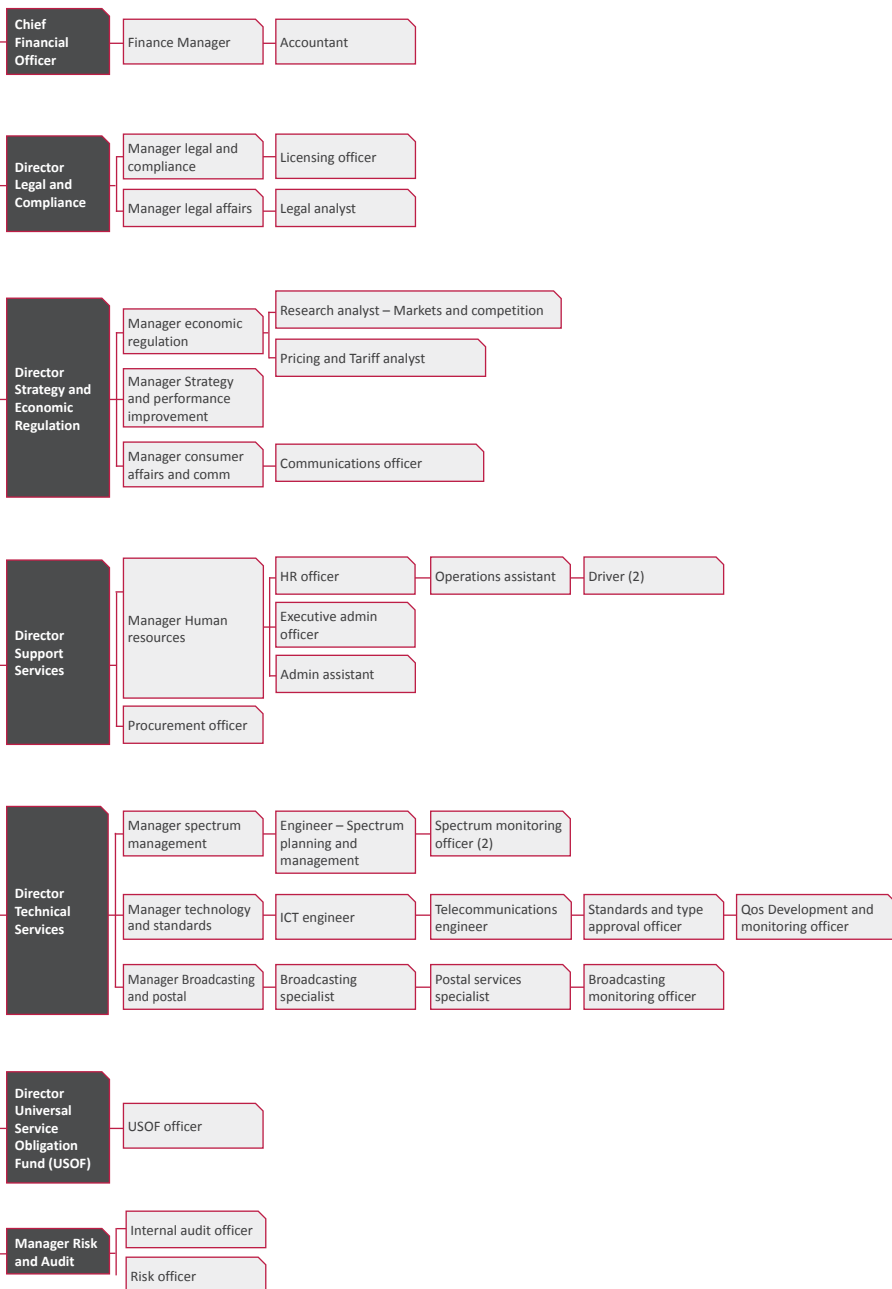 Chief
Financial
Officer
Finance Manager
Accountant
Director
Legal and
Compliance
Manager legal and
compliance
Licensing officer
Manager legal affairs
Legal analyst
Director
Strategy and
Economic
Regulation
Manager economic
regulation
Research analyst – Markets and competition
Pricing and Tariff analyst
Manager Strategy
and performance
improvement
Manager consumer
affairs and comm
Communications officer
Director
Support
Services
Manager Human
resources
HR officer
Operations assistant
Driver (2)
Executive admin
officer
Admin assistant
Procurement officer
Director
Technical
Services
Manager spectrum
management
Engineer – Spectrum
planning and
management
Spectrum monitoring
officer (2)
Manager technology
and standards
ICT engineer
Telecommunications
engineer
Standards and type
approval officer
Qos Development and
monitoring officer
Manager Broadcasting
and postal
Broadcasting
specialist
Postal services
specialist
Broadcasting
monitoring officer
Director
Universal
Service
Obligation
Fund (USOF)
USOF officer
Manager Risk
and Audit
Internal audit officer
Risk officer